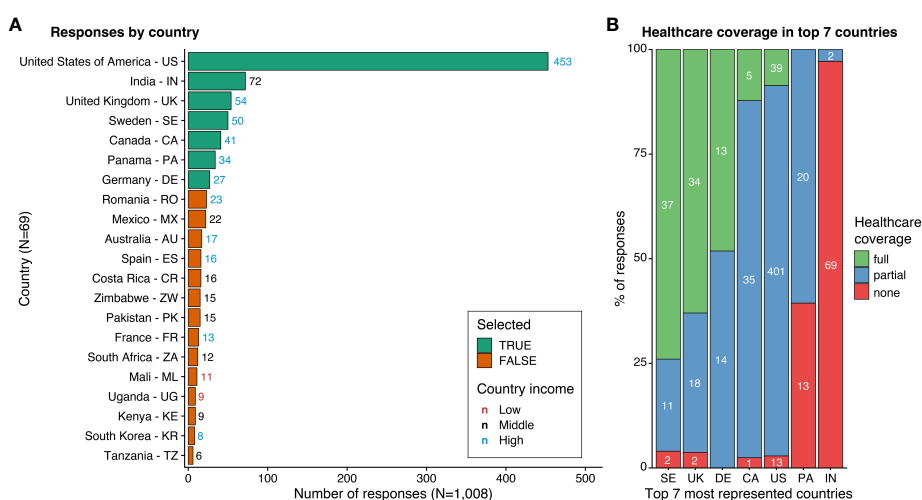 A
Responses by country
Country (N=69)
United States of America - US 453
India - IN 72
United Kingdom - UK 54
Sweden - SE 50
Canada - CA 41
Panama - PA 34
Germany - DE 27
Romania - RO 23
Mexico - MX 22
Australia - AU 17
Spain - ES 16
Costa Rica - CR 16
Zimbabwe - ZW 15
Pakistan - PK 15
France - FR 13
South Africa - ZA 12
Mali - ML 11
Uganda - UG 9
Kenya - KE 9
South Korea - KR 8
Tanzania - TZ 6
0 100 200 300 400 500
Number of responses (N=1,008)
Selected
TRUE
FALSE
Country income
n Low
n Middle
n High
B
Healthcare coverage in top 7 countries
% of responses
100
75
50
25
0
37 34 13 5 39 20 2
11 18 14 35 401 13 69
2 2 1 13
SE UK DE CA US PA IN
Top 7 most represented countries
Healthcare
coverage
full
partial
none